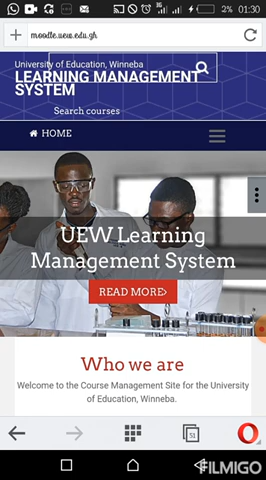 3G
2% 01:30
moodle.uew.edu.gh
University of Education, Winneba
LEARNING MANAGEMENT
SYSTEM
Search courses
HOME
UEW Learning
Management System
READ MORE>
Who we are
Welcome to the Course Management Site for the University
of Education, Winneba.
51
FILMIGO